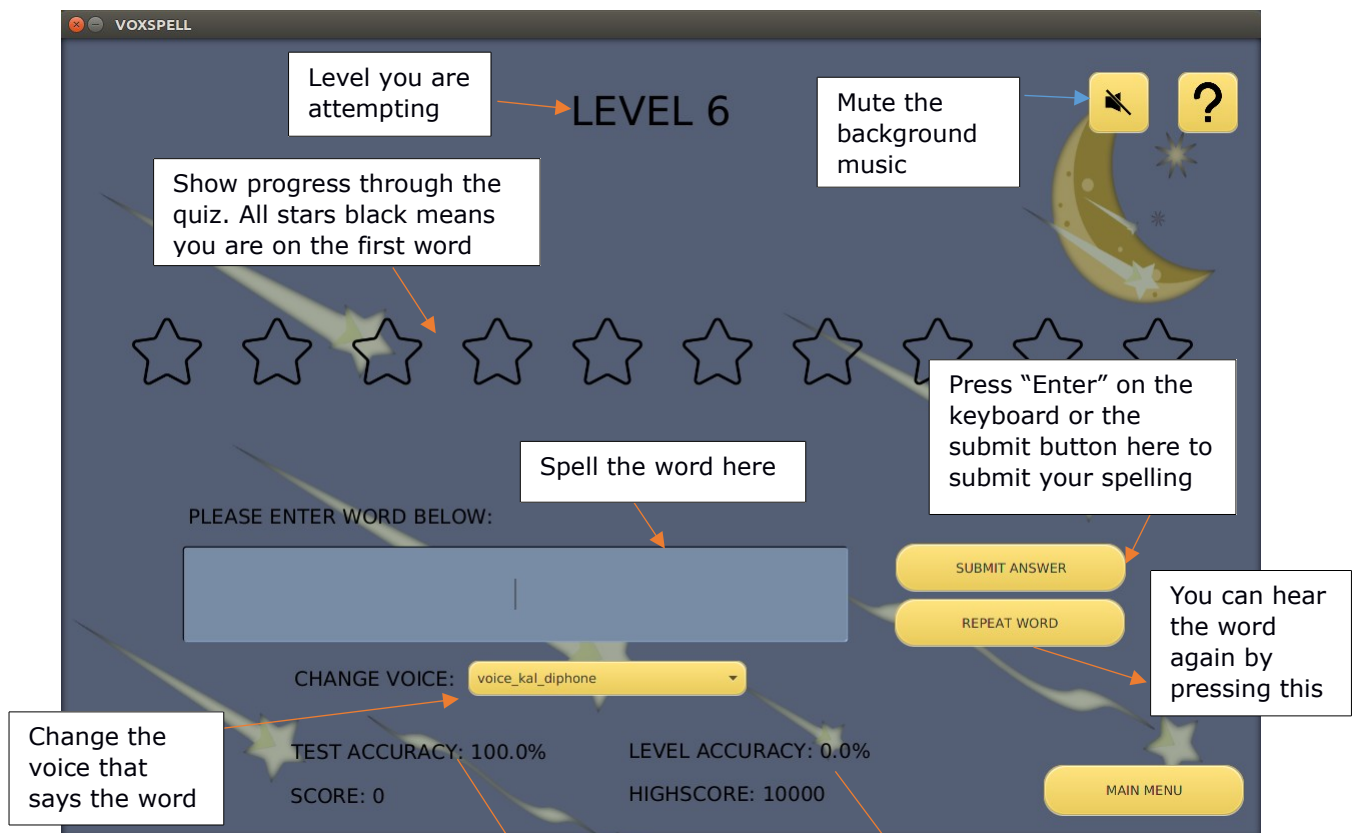 VOXSPELL
Level you are
attempting
LEVEL 6
Mute the
background
music
?
Show progress through the
quiz. All stars black means
you are on the first word
Press “Enter” on the
keyboard or the
submit button here to
submit your spelling
Spell the word here
PLEASE ENTER WORD BELOW:
SUBMIT ANSWER
REPEAT WORD
You can hear
the word
again by
pressing this
CHANGE VOICE:
voice_kal_diphone
Change the
voice that
says the word
TEST ACCURACY: 100.0%
LEVEL ACCURACY: 0.0%
SCORE: 0
HIGHSCORE: 10000
MAIN MENU